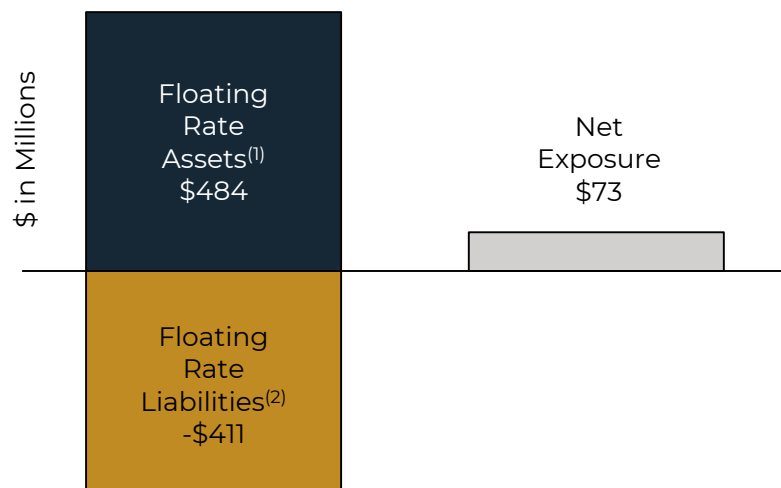 $ in Millions
Floating
Rate
Assets(1)
$484
Net
Exposure
$73
Floating
Rate
Liabilities(2)
-$411